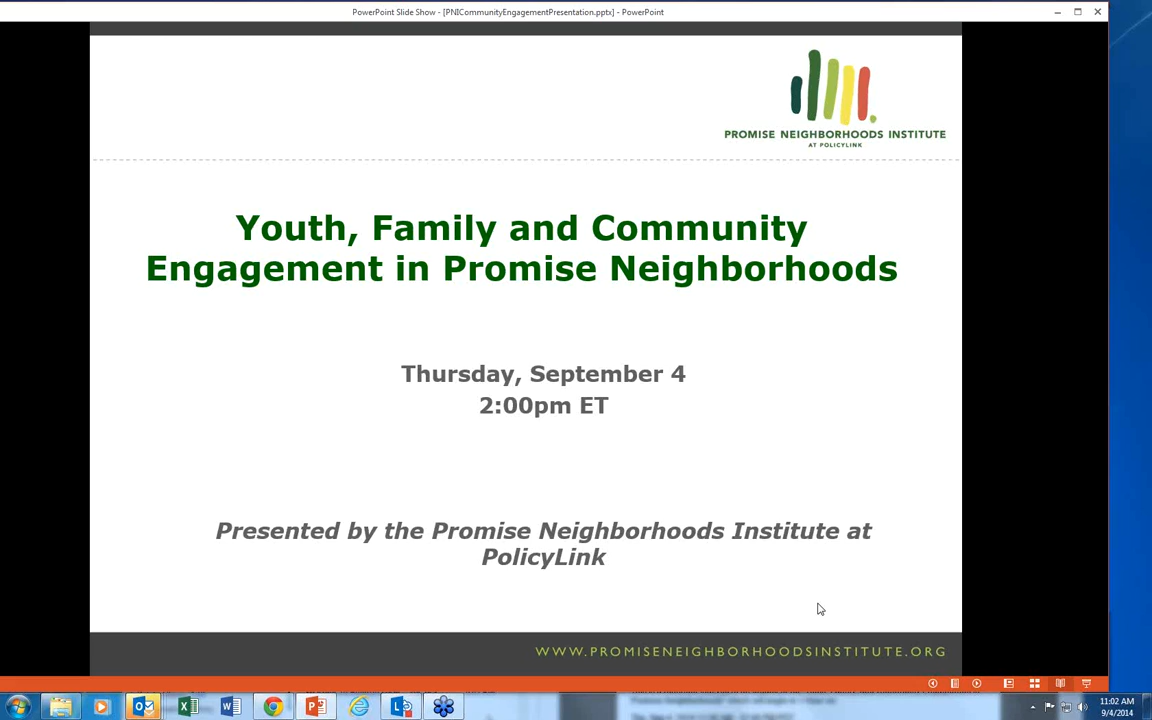 PowerPoint Slide Show - [PNICommunityEngagementPresentation.pptx] - PowerPoint
PROMISE NEIGHBORHOODS INSTITUTE
AT POLICYLINK
Youth, Family and Community
Engagement in Promise Neighborhoods
Thursday, September 4
2:00pm ET
Presented by the Promise Neighborhoods Institute at
PolicyLink
WWW.PROMISENEIGHBORHOODSINSTITUTE.ORG
11:02 AM
9/4/2014